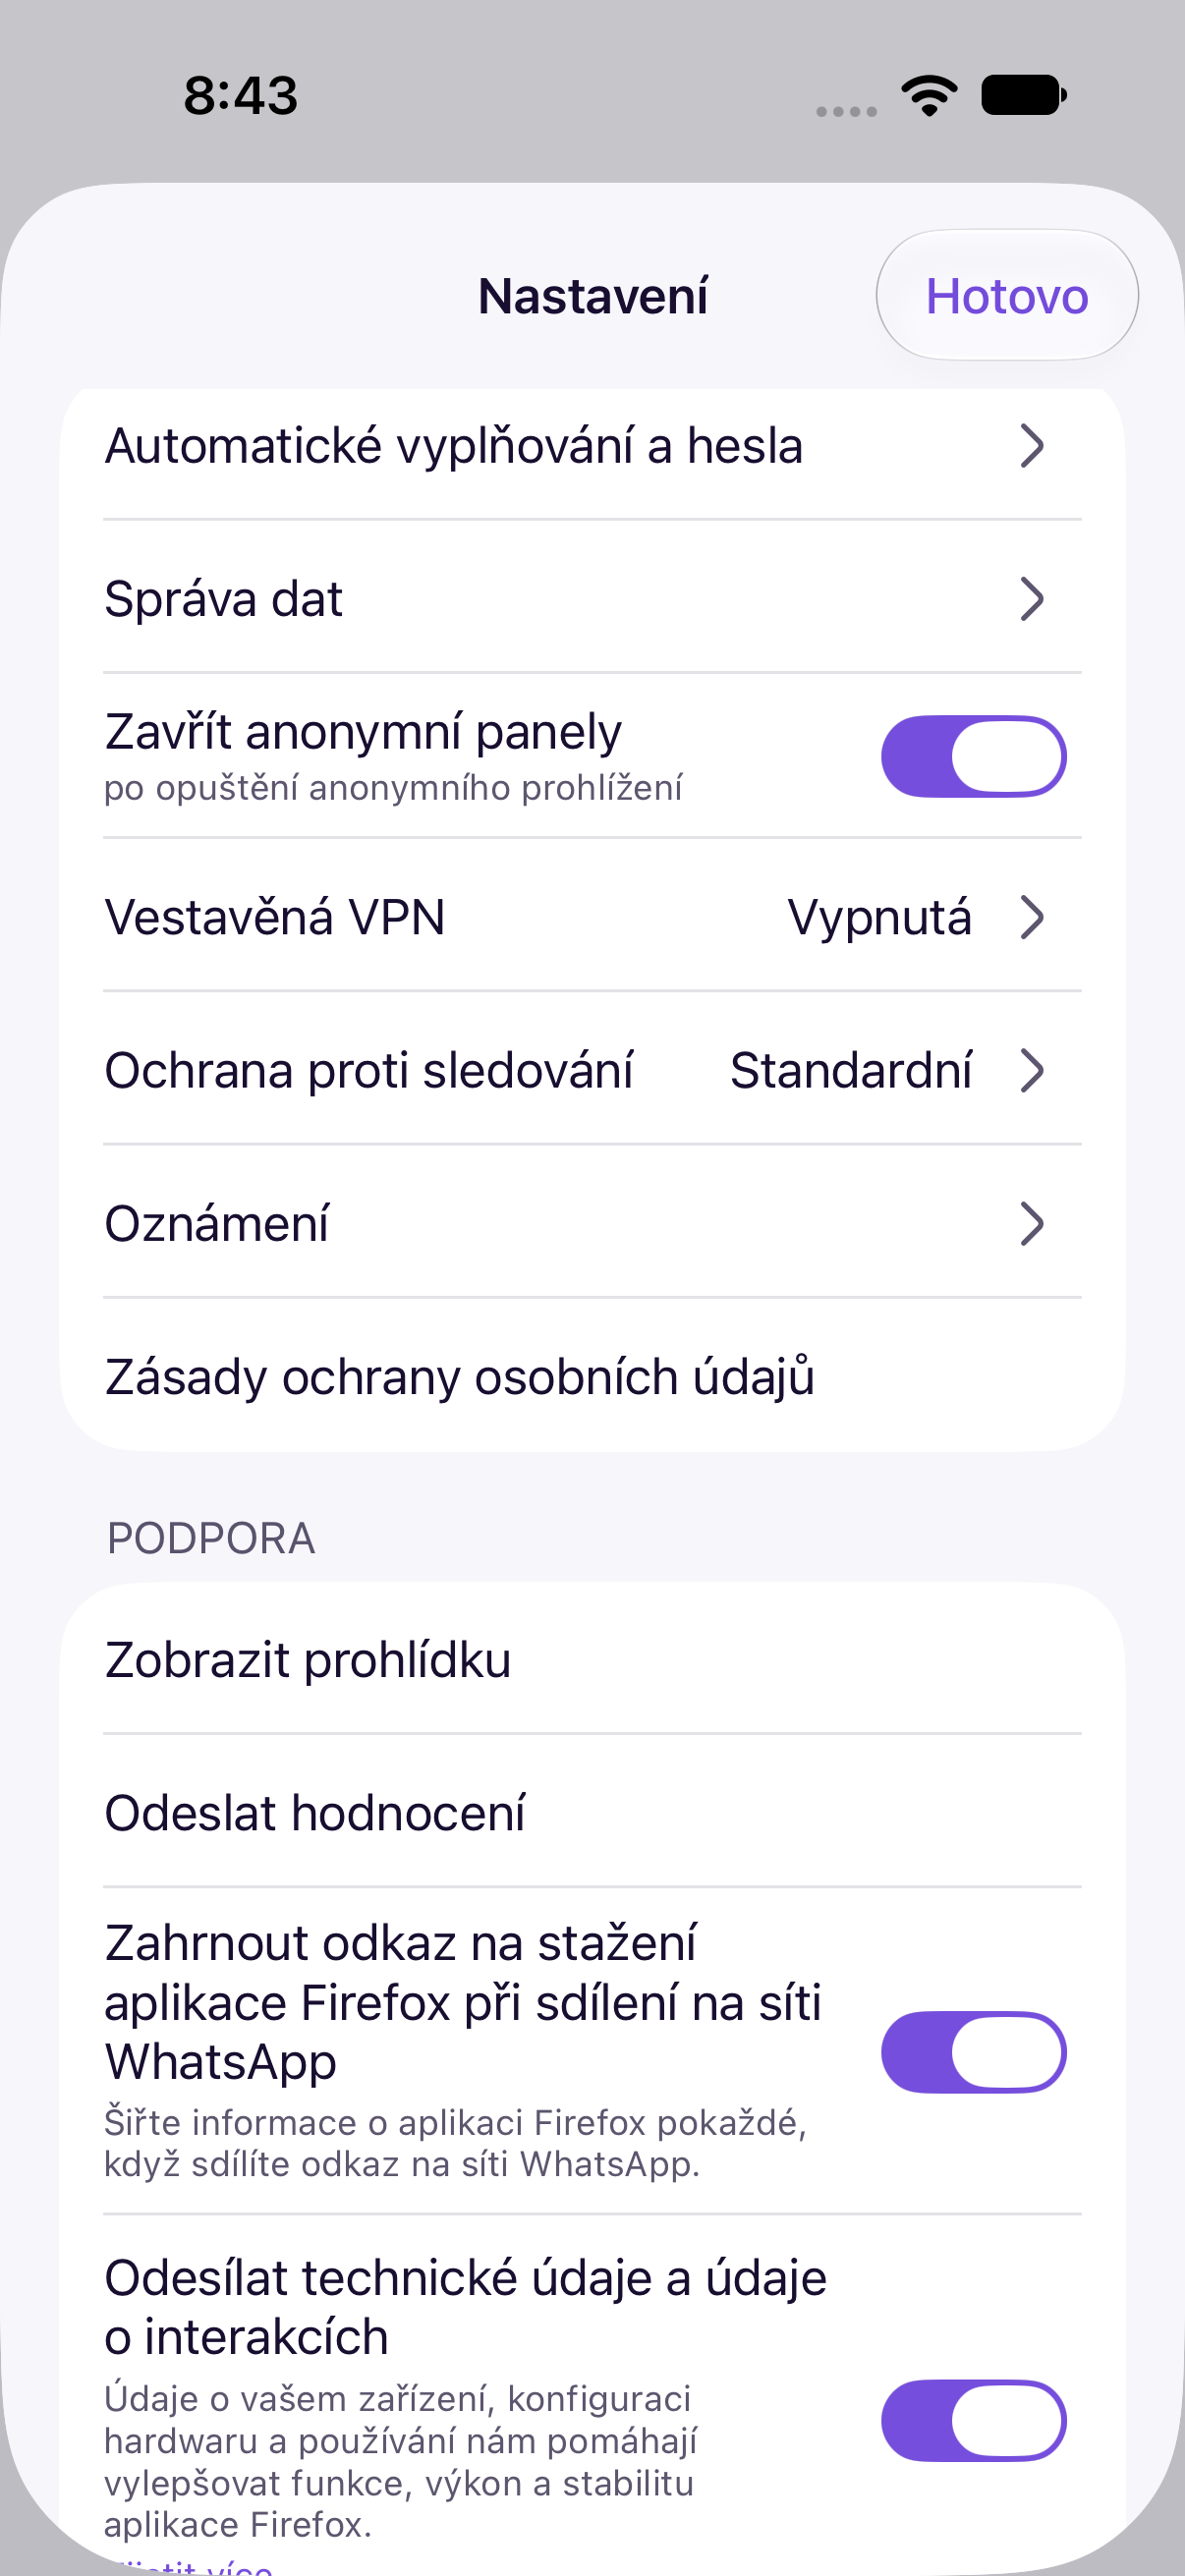 8:43
Nastavení
Hotovo
Automatické vyplňování a hesla
Správa dat
Zavřít anonymní panely
po opuštění anonymního prohlížení
Vestavěná VPN
Vypnutá
Ochrana proti sledování
Standardní
Oznámení
Zásady ochrany osobních údajů
PODPORA
Zobrazit prohlídku
Odeslat hodnocení
Zahrnout odkaz na stažení
aplikace Firefox při sdílení na síti
WhatsApp
Šiřte informace o aplikaci Firefox pokaždé,
když sdílíte odkaz na síti WhatsApp.
Odesílat technické údaje a údaje
o interakcích
Údaje o vašem zařízení, konfiguraci
hardwaru a používání nám pomáhají
vylepšovat funkce, výkon a stabilitu
aplikace Firefox.
více